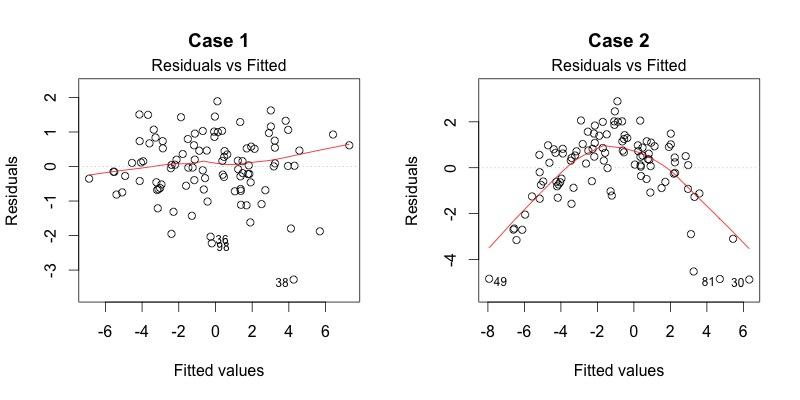 Case 1
Residuals vs Fitted
Residuals
2
1
0
-1
-2
-3
36
98
38
-6 -4 -2 0 2 4 6
Fitted values
Case 2
Residuals vs Fitted
Residuals
2
0
-2
-4
49
81
30
-8 -6 -4 -2 0 2 4 6
Fitted values